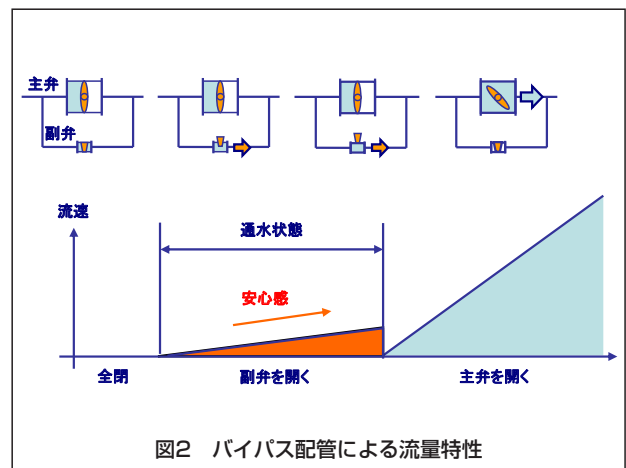 主弁
副弁
流速
通水状態
安心感
全閉
副弁を開く
主弁を開く
図2 バイパス配管による流量特性